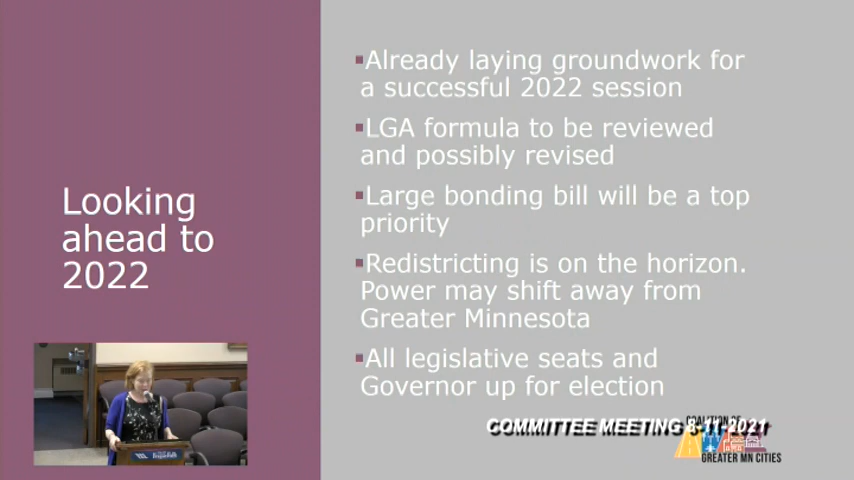 Looking
ahead to
2022
▪Already laying groundwork for
a successful 2022 session
▪LGA formula to be reviewed
and possibly revised
▪Large bonding bill will be a top
priority
▪Redistricting is on the horizon.
Power may shift away from
Greater Minnesota
▪All legislative seats and
Governor up for election
COALITION OF
COMMITTEE MEETING 8-11-2021
GREATER MN CITIES